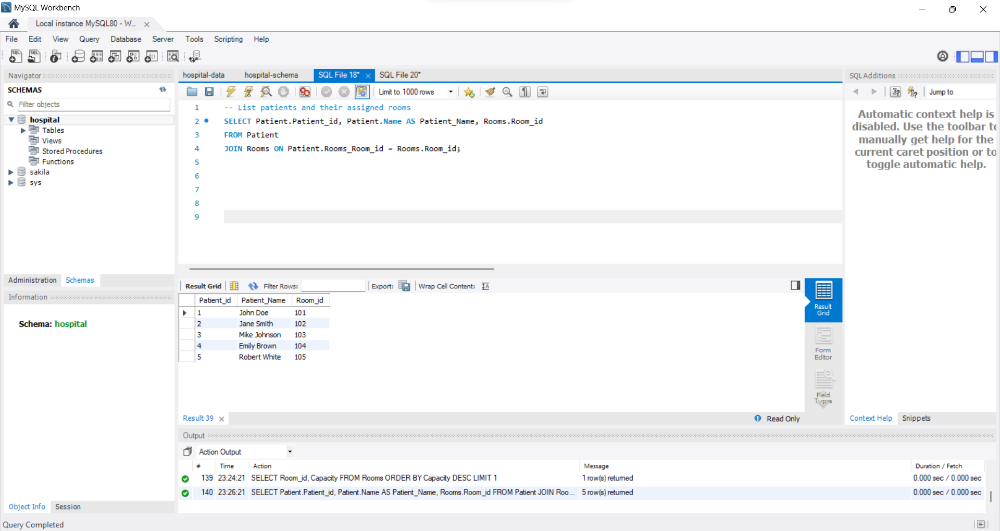 MySQL Workbench
Local instance MySQL80 - W...
File Edit View Query Database Server Tools Scripting Help
Navigator
SCHEMAS
Filter objects
hospital
Tables
Views
Stored Procedures
Functions
sakila
sys
Administration Schemas
Information
Schema: hospital
Object Info Session
hospital-data hospital-schema SQL File 18* SQL File 20*
Limit to 1000 rows
1 -- List patients and their assigned rooms
2 SELECT Patient.Patient_id, Patient.Name AS Patient_Name, Rooms.Room_id
3 FROM Patient
4 JOIN Rooms ON Patient.Rooms_Room_id = Rooms.Room_id;
5
6
7
8
9
Result Grid Filter Rows: Export: Wrap Cell Content:
Patient_id Patient_Name Room_id
1 John Doe 101
2 Jane Smith 102
3 Mike Johnson 103
4 Emily Brown 104
5 Robert White 105
Result
Grid
Form
Editor
Field
Types
Result 39 Read Only
SQLAdditions
Jump to
Automatic context help is
disabled. Use the toolbar to
manually get help for the
current caret position or to
toggle automatic help.
Context Help Snippets
Output
Action Output
# Time Action Message Duration / Fetch
139 23:24:21 SELECT Room_id, Capacity FROM Rooms ORDER BY Capacity DESC LIMIT 1 1 row(s) returned 0.000 sec / 0.000 sec
140 23:26:21 SELECT Patient.Patient_id, Patient.Name AS Patient_Name, Rooms.Room_id FROM Patient JOIN Roo... 5 row(s) returned 0.000 sec / 0.000 sec
Query Completed